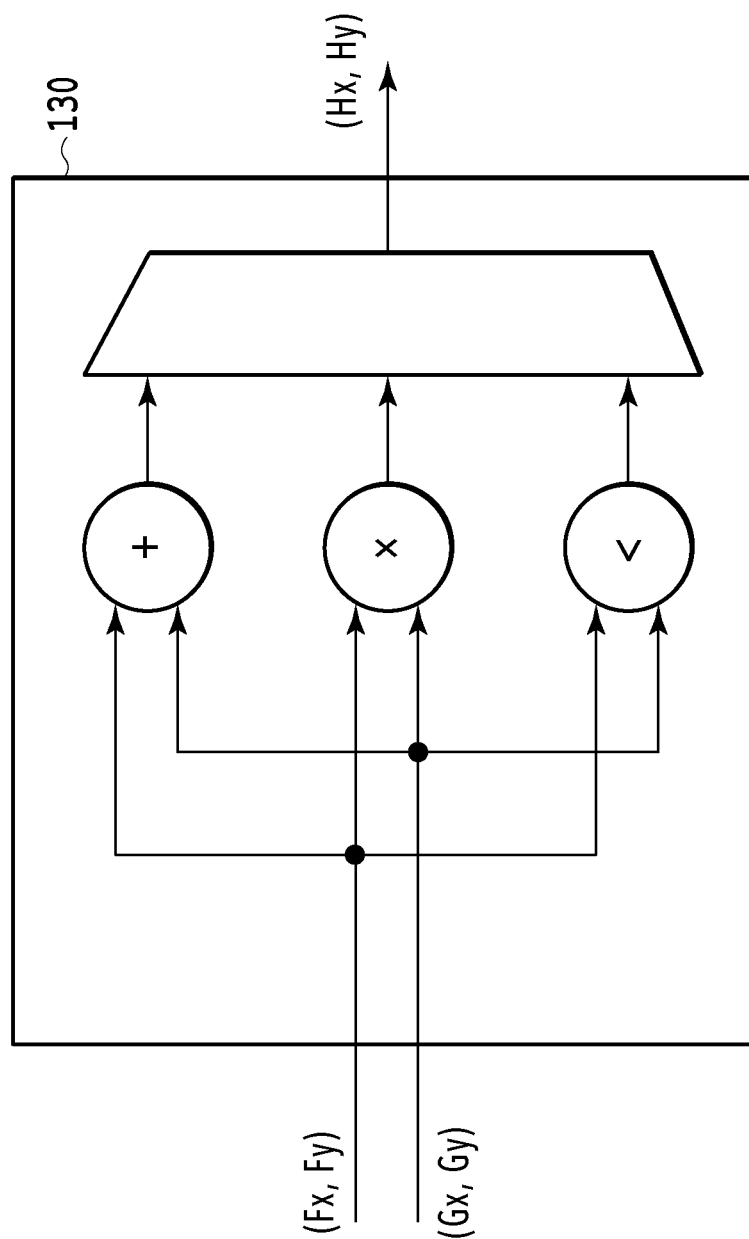 130
+
(Fx, Fy)
x
(Hx, Hy)
(Gx, Gy)
<